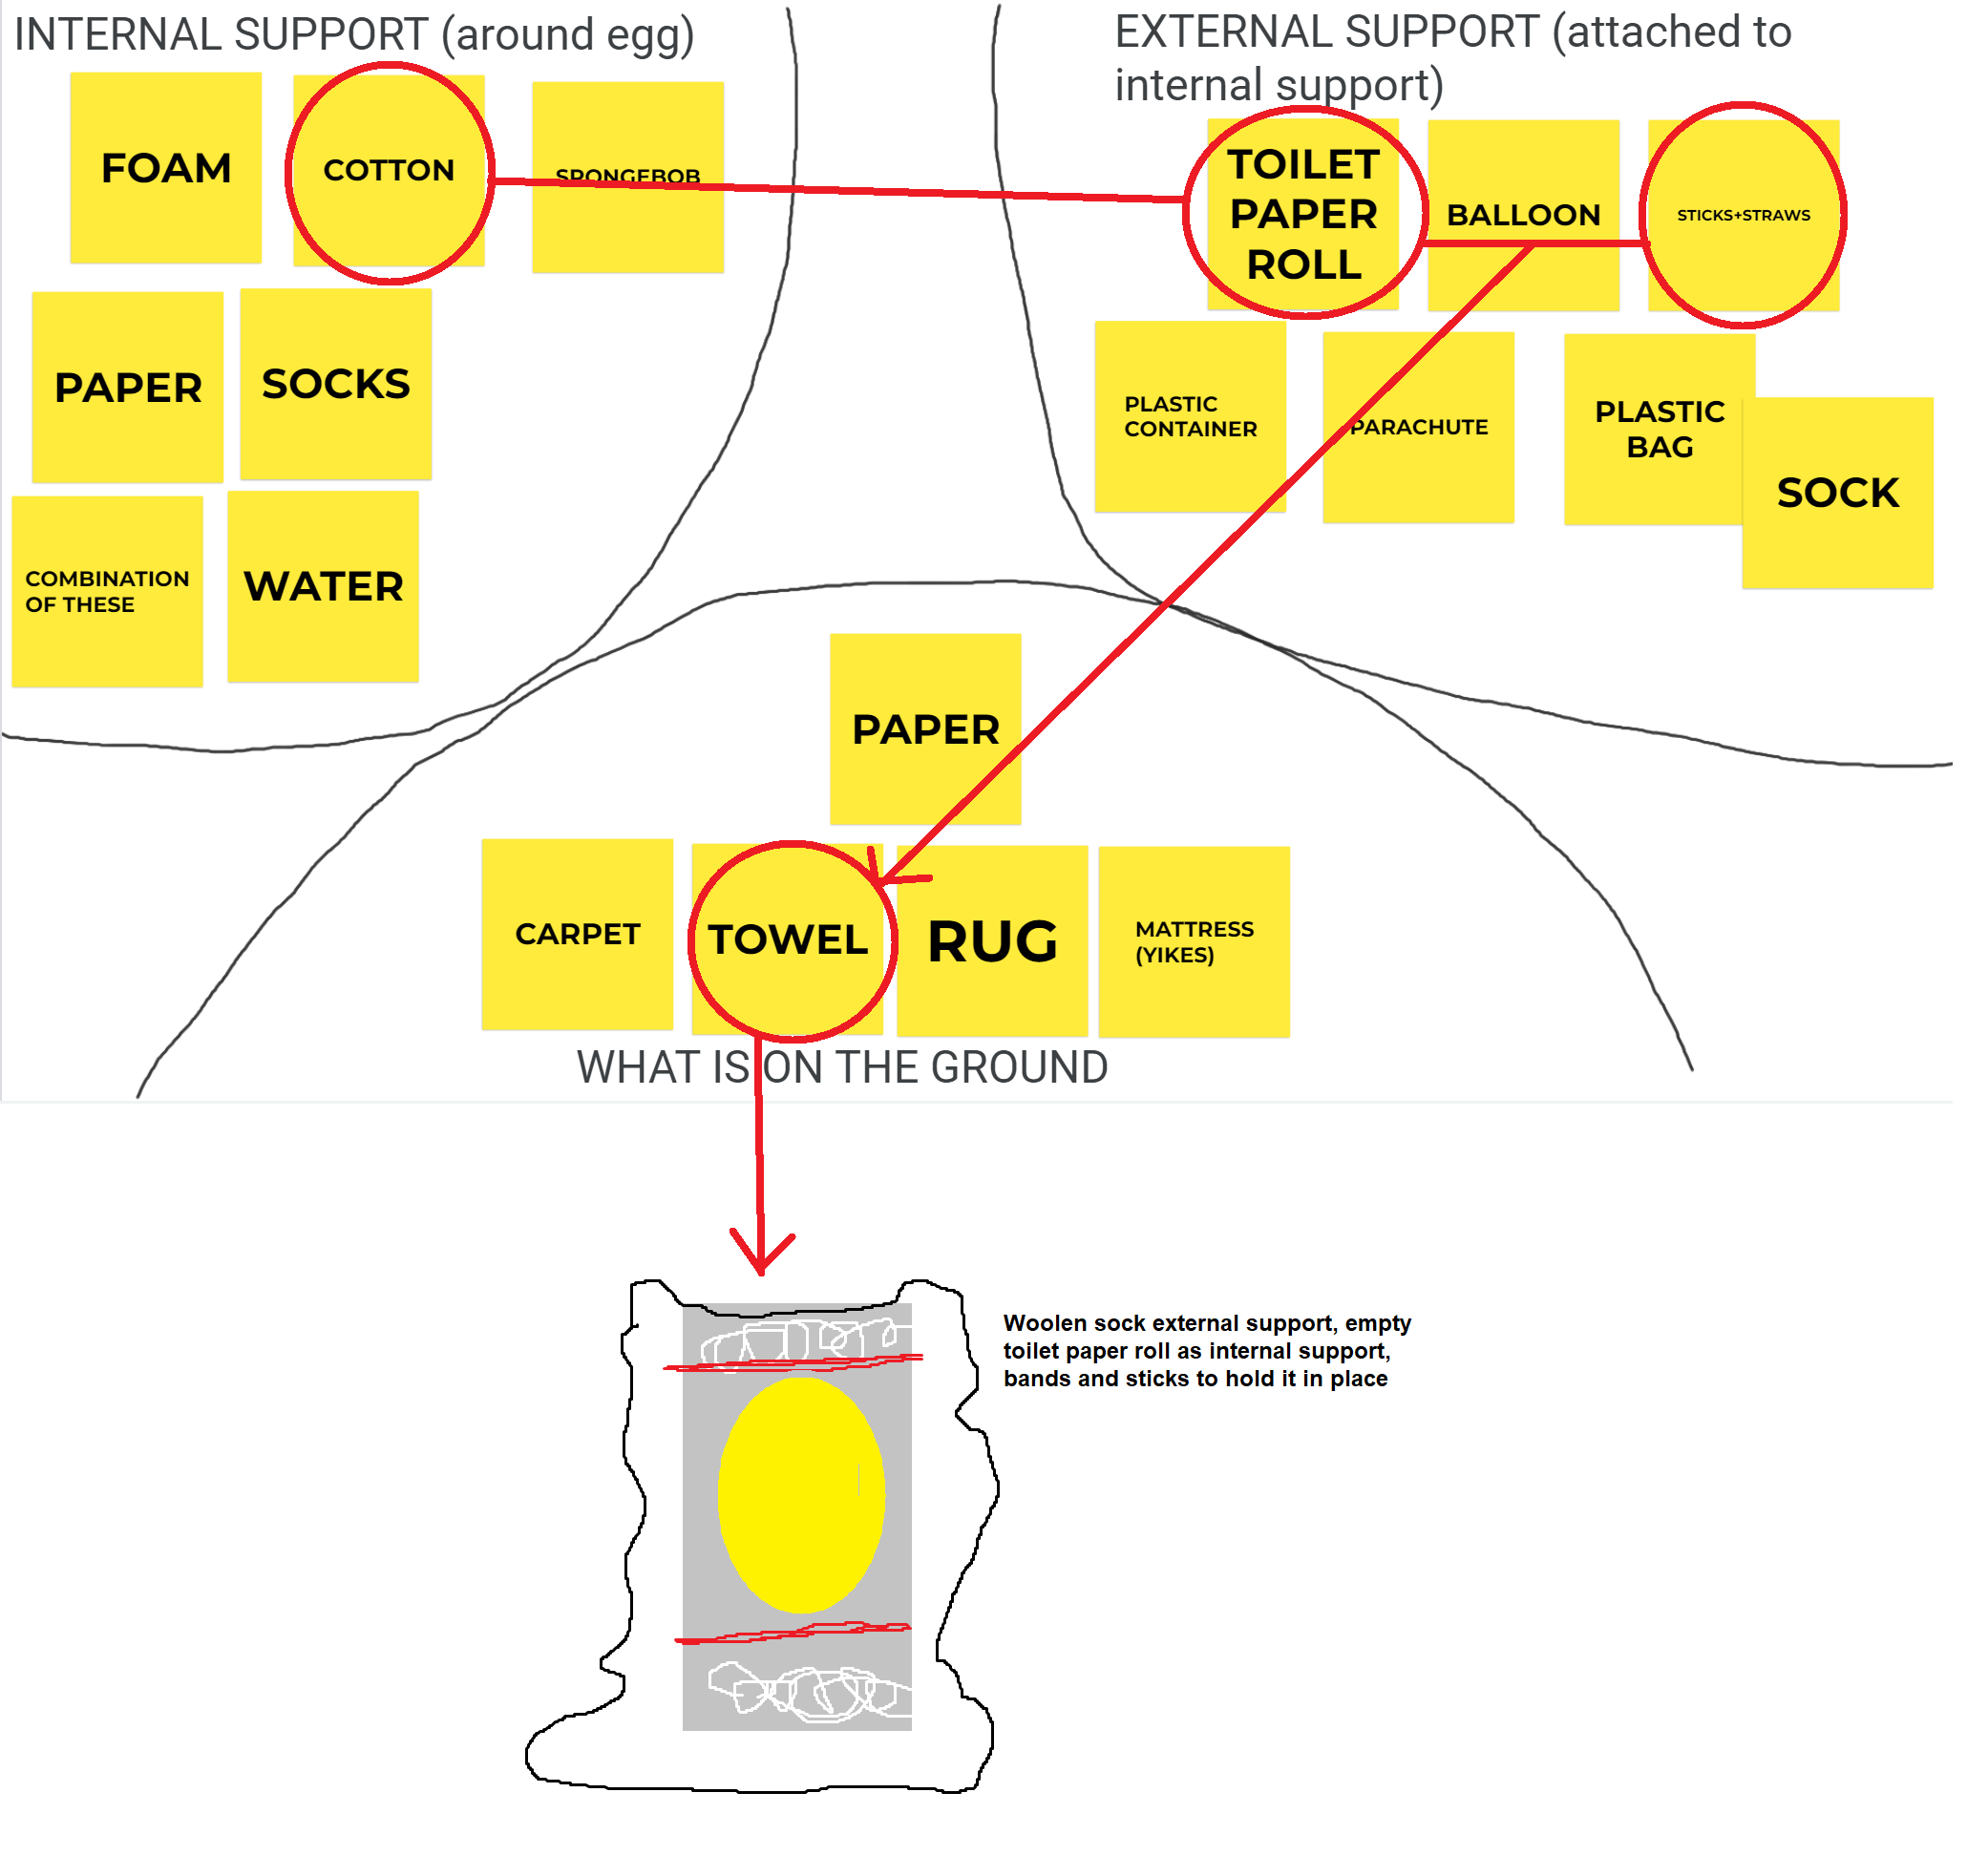 INTERNAL SUPPORT (around egg)
FOAM
COTTON
SPONGEBOB
PAPER
SOCKS
COMBINATION
OF THESE
WATER
EXTERNAL SUPPORT (attached to
internal support)
TOILET
PAPER
ROLL
BALLOON
STICKS+STRAWS
PLASTIC
CONTAINER
PARACHUTE
PLASTIC
BAG
SOCK
PAPER
CARPET
TOWEL
RUG
MATTRESS
(YIKES)
WHAT IS ON THE GROUND
Woolen sock external support, empty
toilet paper roll as internal support,
bands and sticks to hold it in place